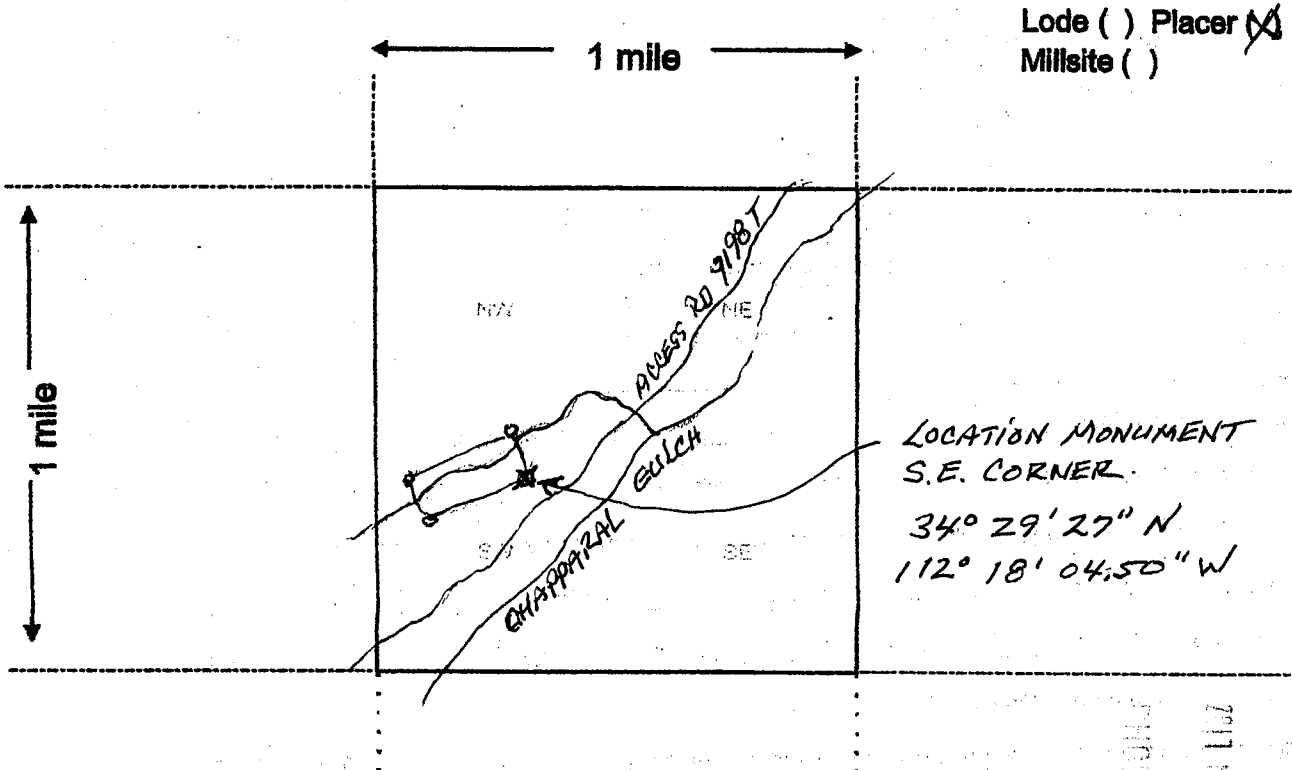 Lode ( ) Placer (X)
Millsite ( )
1 mile
1 mile
NW
NE
ACCESS RD 9198T
LOCATION MONUMENT
S.E. CORNER.
34° 29' 27" N
112° 18' 04.50" W
CHAPPARAL GULCH
SE